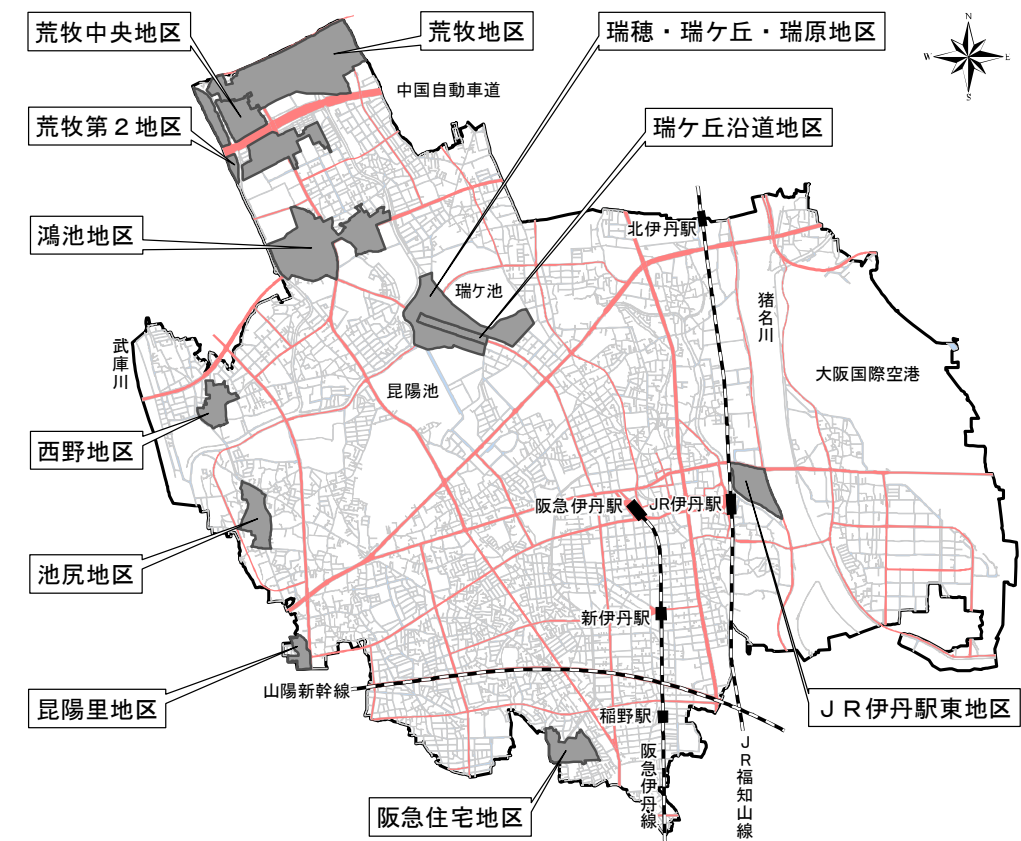 荒牧中央地区
荒牧地区
瑞穂・瑞ケ丘・瑞原地区
N
W
E
S
中国自動車道
荒牧第２地区
瑞ケ丘沿道地区
鴻池地区
北伊丹駅
瑞ケ池
猪名川
武庫川
昆陽池
大阪国際空港
西野地区
阪急伊丹駅
JR伊丹駅
池尻地区
新伊丹駅
昆陽里地区
山陽新幹線
稲野駅
ＪＲ伊丹駅東地区
阪急伊丹線
ＪＲ福知山線
阪急住宅地区